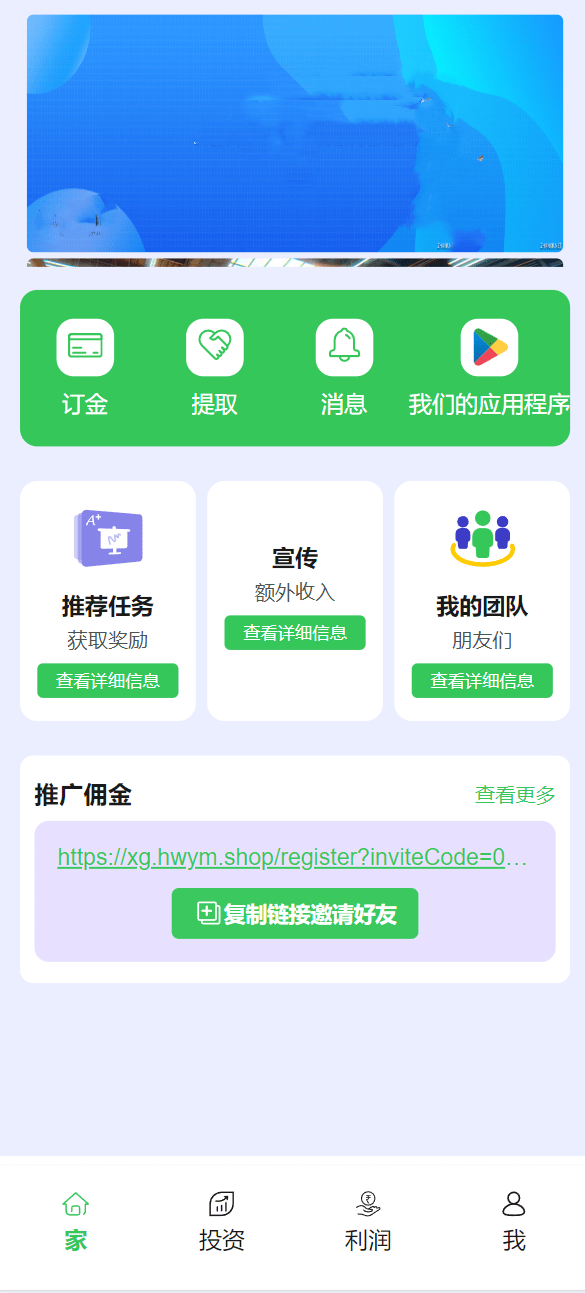 订金
提取
消息
我们的应用程序
A+
推荐任务
获取奖励
查看详细信息
宣传
额外收入
查看详细信息
我的团队
朋友们
查看详细信息
推广佣金
查看更多
https://xg.hwym.shop/register?inviteCode=0...
复制链接邀请好友
家
投资
利润
我